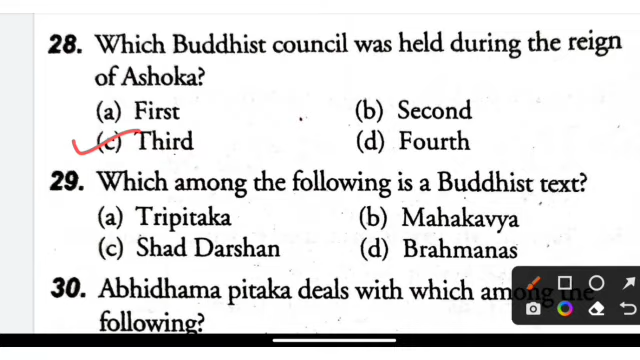 28. Which Buddhist council was held during the reign
of Ashoka?
(a) First (b) Second
(c) Third (d) Fourth
29. Which among the following is a Buddhist text?
(a) Tripitaka (b) Mahakavya
(c) Shad Darshan (d) Brahmanas
30. Abhidhama pitaka deals with which among the
following?